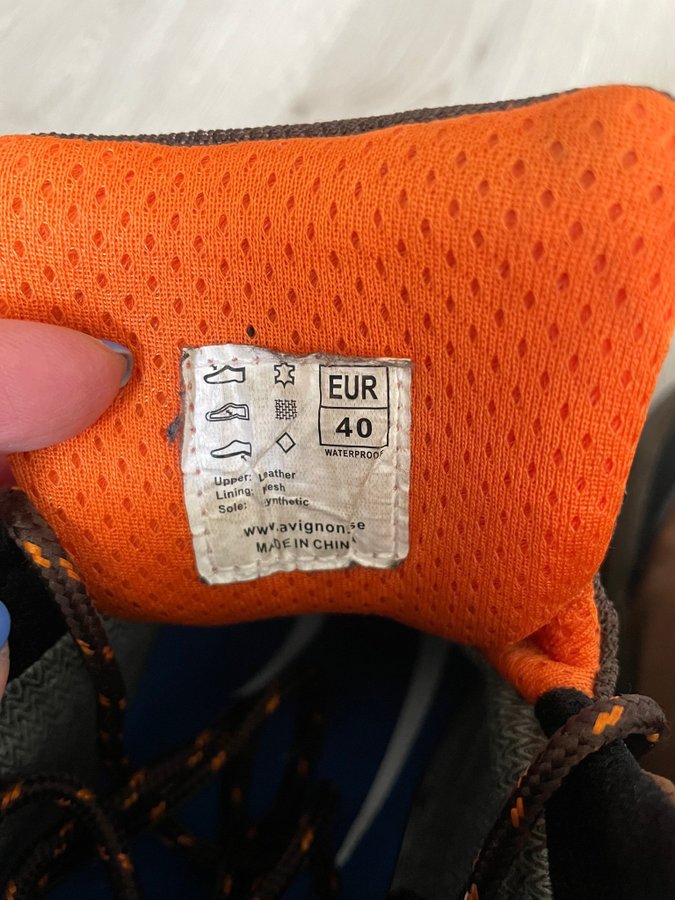 EUR
40
WATERPROOF
Upper: Leather
Lining: Mesh
Sole: Synthetic
www.avignon.se
MADE IN CHINA